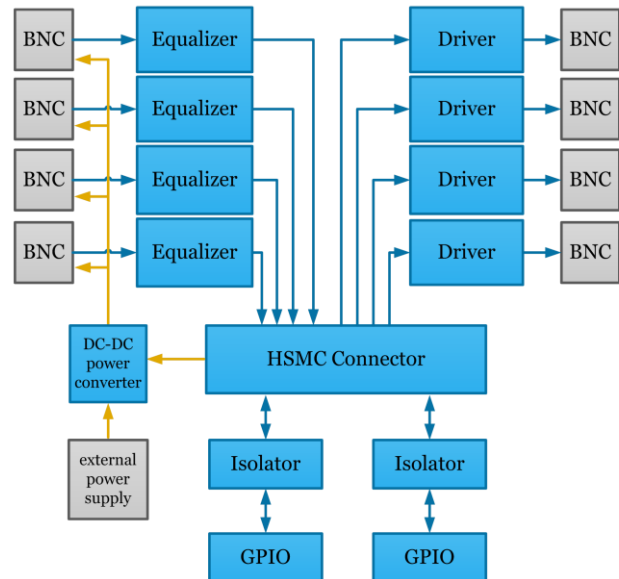 BNC
Equalizer
Driver
BNC
BNC
Equalizer
Driver
BNC
BNC
Equalizer
Driver
BNC
BNC
Equalizer
Driver
BNC
DC-DC
power
converter
HSMC Connector
external
power
supply
Isolator
Isolator
GPIO
GPIO